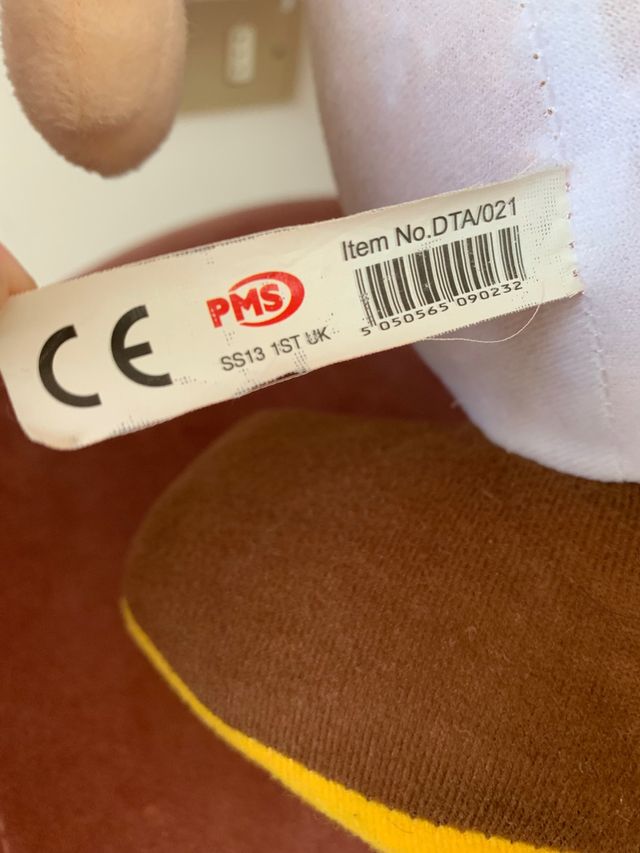 CE
PMS
SS13 1ST UK
Item No.DTA/021
5 050565 090232